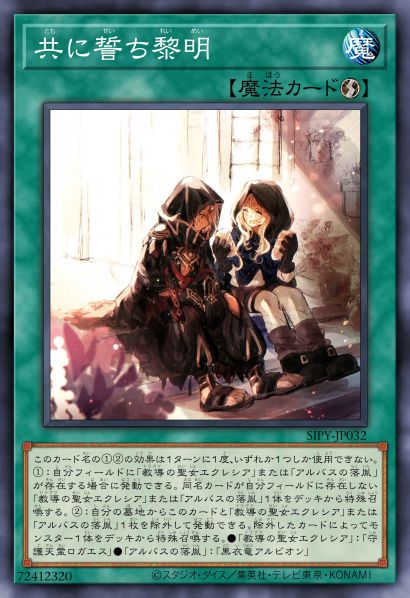 とも せい れい めい
共に誓ち黎明
魔
ま ほう
【魔法カード】
SIPY-JP032
このカード名の①②の効果は1ターンに1度、いずれか1つしか使用できない。
①:自分フィールドに「教導の聖女エクレシア」または「アルバスの落胤」
が存在する場合に発動できる。同名カードが自分フィールドに存在しない
「教導の聖女エクレシア」または「アルバスの落胤」1体をデッキから特殊召
喚する。②:自分の墓地からこのカードと「教導の聖女エクレシア」または
「アルバスの落胤」1枚を除外して発動できる。除外したカードによってモ
ンスター1体をデッキから特殊召喚する。●「教導の聖女エクレシア」:「守
護天霊ロガエス」●「アルバスの落胤」:「黒衣竜アルビオン」
72412320
©スタジオ・ダイス/集英社・テレビ東京・KONAMI